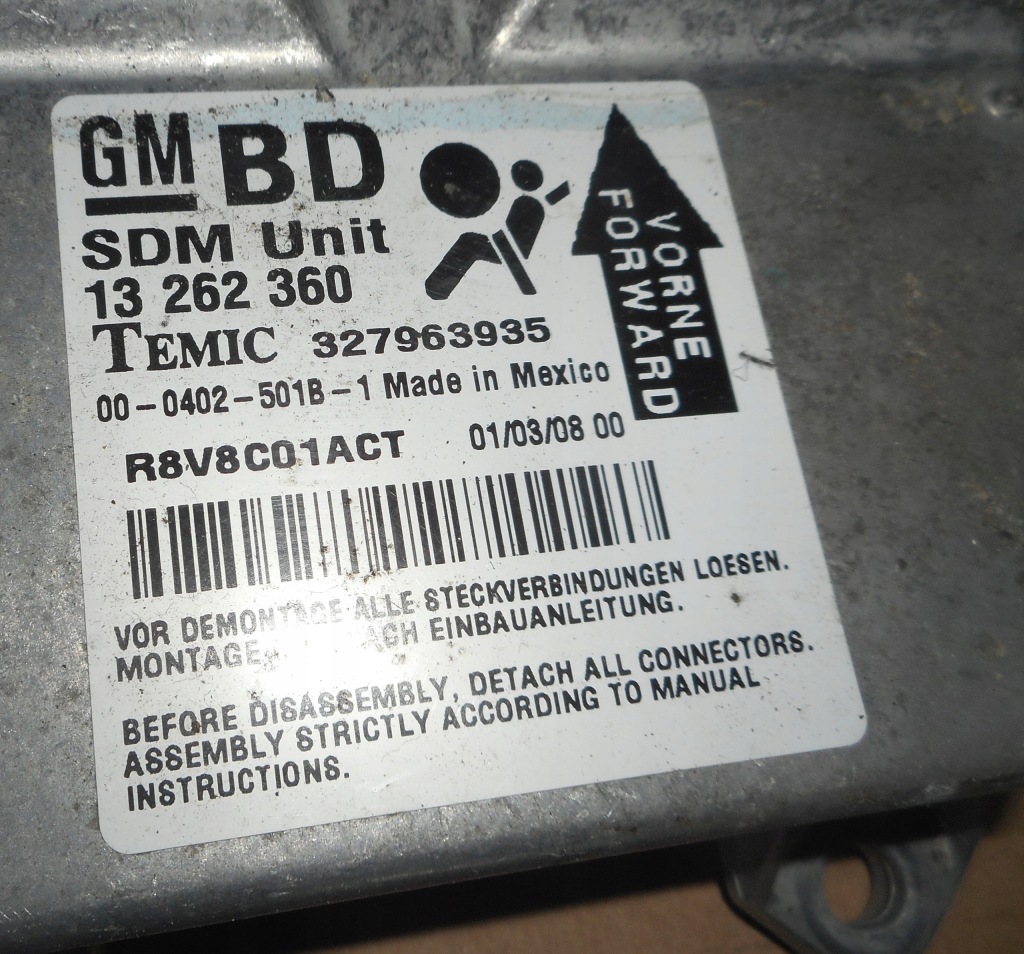 GM BD
SDM Unit
13 262 360
TEMIC 327963935
00-0402-501B-1 Made in Mexico
R8V8C01ACT 01/03/08 00
VORNE
FORWARD
VOR DEMONTAGE ALLE STECKVERBINDUNGEN LOESEN.
MONTAGE EINBAUANLEITUNG.
BEFORE DISASSEMBLY, DETACH ALL CONNECTORS.
ASSEMBLY STRICTLY ACCORDING TO MANUAL
INSTRUCTIONS.